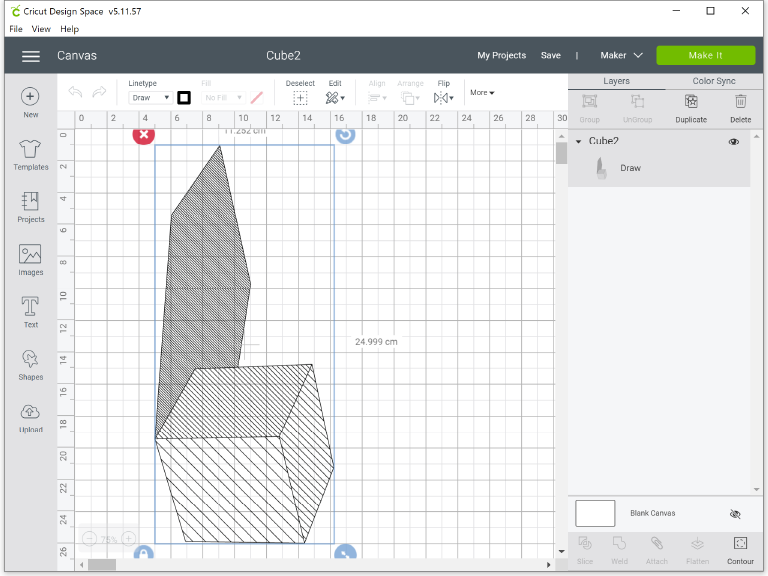 Cricut Design Space v5.11.57
File View Help
Canvas
Cube2
My Projects Save | Maker Make It
Linetype
Draw
Fill
No Fill
Deselect
Edit
Align
Arrange
Flip
More
Layers
Color Sync
Group
UnGroup
Duplicate
Delete
New
Templates
Projects
Images
Text
Shapes
Upload
0 2 4 6 8 10 12 14 16 18 20 22 24 26 28 30
0
2
4
6
8
10
12
14
16
18
20
22
24
26
11.252 cm
24.999 cm
75%
Cube2
Draw
Blank Canvas
Slice
Weld
Attach
Flatten
Contour